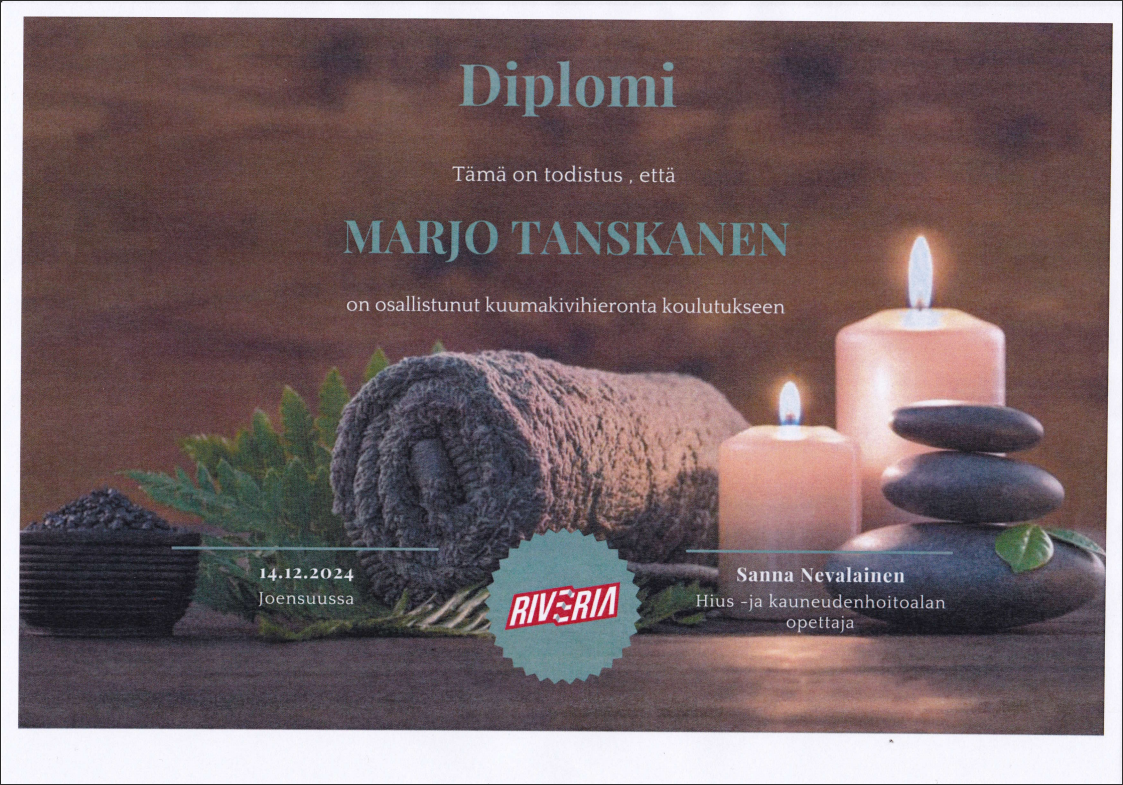 Diplomi
Tämä on todistus , että
MARJO TANSKANEN
on osallistunut kuumakivihieronta koulutukseen
14.12.2024
Joensuussa
RIVERIA
Sanna Nevalainen
Hius -ja kauneudenhoitoalan
opettaja